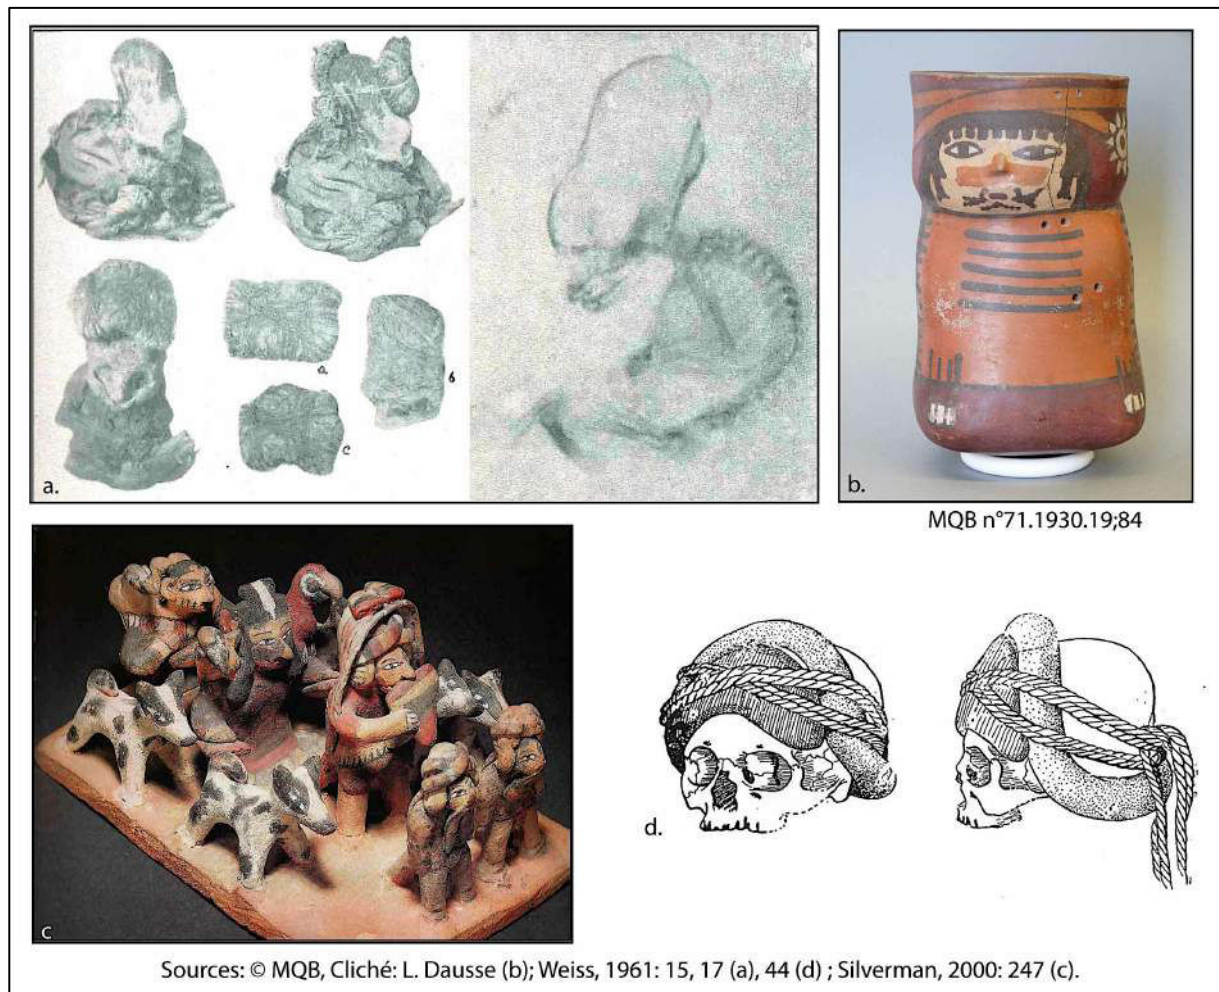 a
б
c
a.
b.
MQB n°71.1930.19;84
c
d.
Sources: © MQB, Cliché: L. Dausse (b); Weiss, 1961: 15, 17 (a), 44 (d) ; Silverman, 2000: 247 (c).